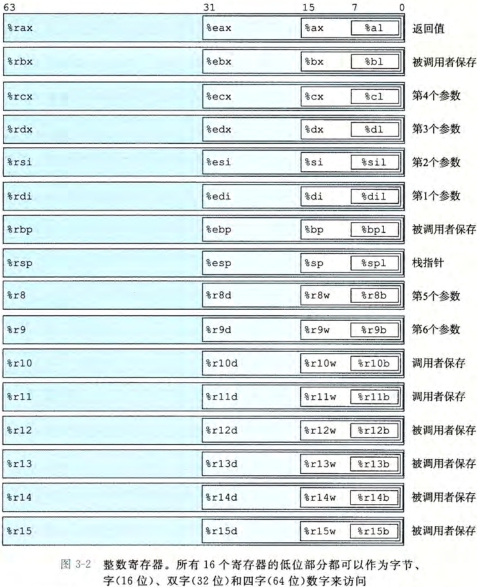 63 31 15 7 0
%rax %eax %ax %al 返回值
%rbx %ebx %bx %bl 被调用者保存
%rcx %ecx %cx %cl 第4个参数
%rdx %edx %dx %dl 第3个参数
%rsi %esi %si %sil 第2个参数
%rdi %edi %di %dil 第1个参数
%rbp %ebp %bp %bpl 被调用者保存
%rsp %esp %sp %spl 栈指针
%r8 %r8d %r8w %r8b 第5个参数
%r9 %r9d %r9w %r9b 第6个参数
%r10 %r10d %r10w %r10b 调用者保存
%r11 %r11d %r11w %r11b 调用者保存
%r12 %r12d %r12w %r12b 被调用者保存
%r13 %r13d %r13w %r13b 被调用者保存
%r14 %r14d %r14w %r14b 被调用者保存
%r15 %r15d %r15w %r15b 被调用者保存
图 3-2 整数寄存器。所有 16 个寄存器的低位部分都可以作为字节、
字(16 位)、双字(32 位)和四字(64 位)数字来访问